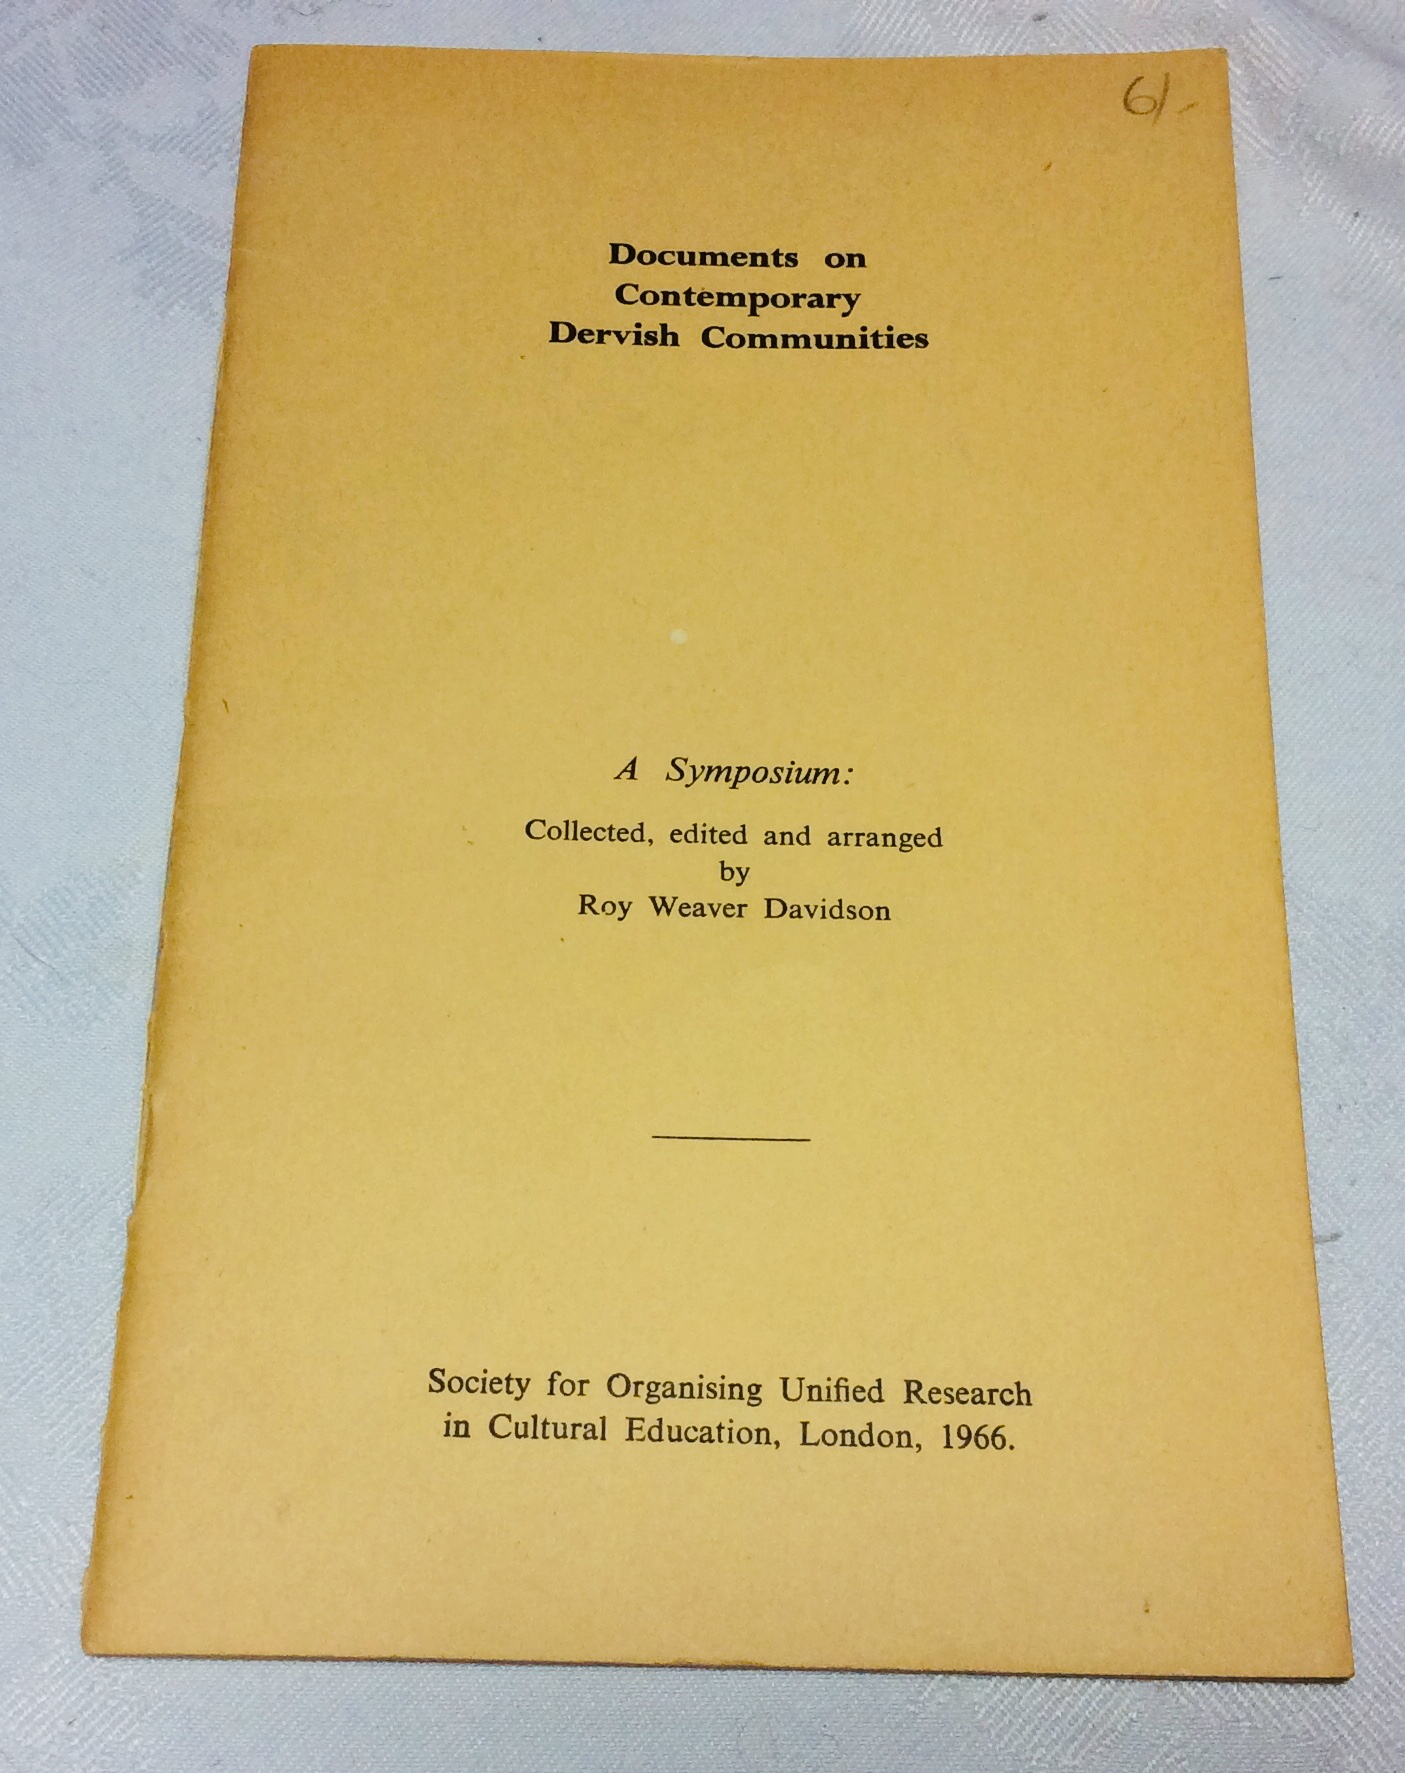 6/-
Documents on
Contemporary
Dervish Communities
A Symposium:
Collected, edited and arranged
by
Roy Weaver Davidson
Society for Organising Unified Research
in Cultural Education, London, 1966.